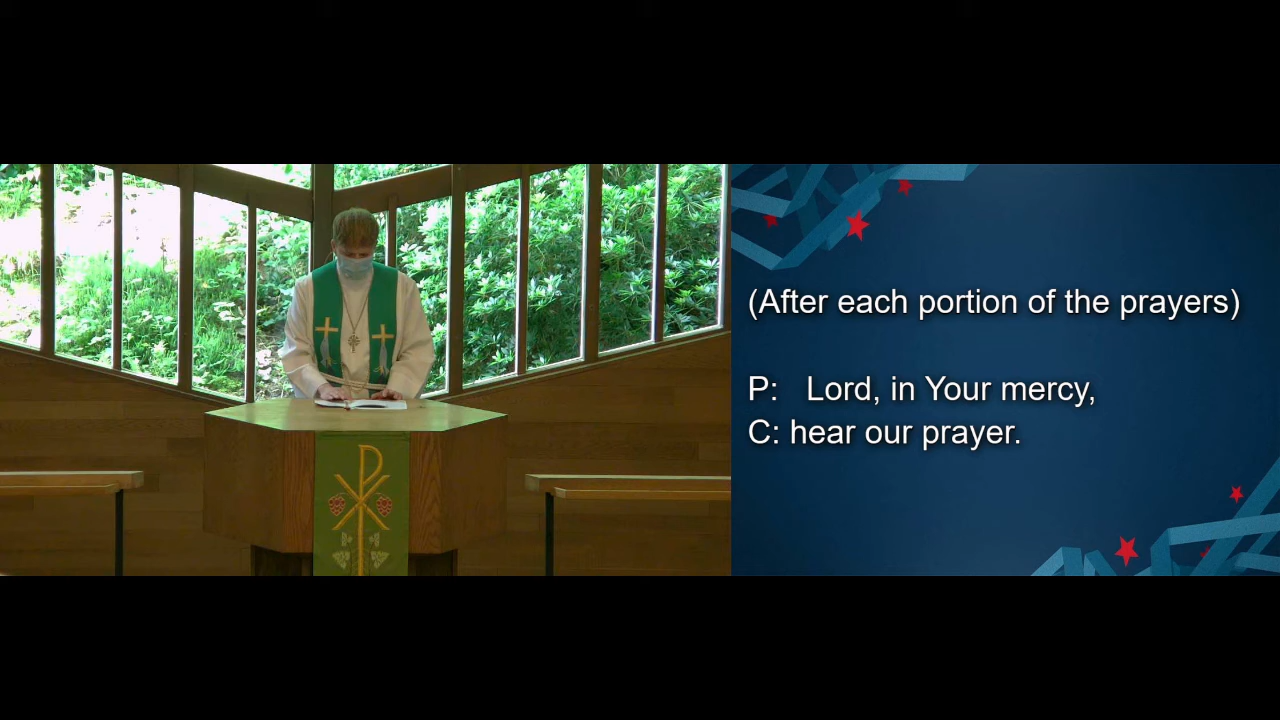 (After each portion of the prayers)
P: Lord, in Your mercy,
C: hear our prayer.